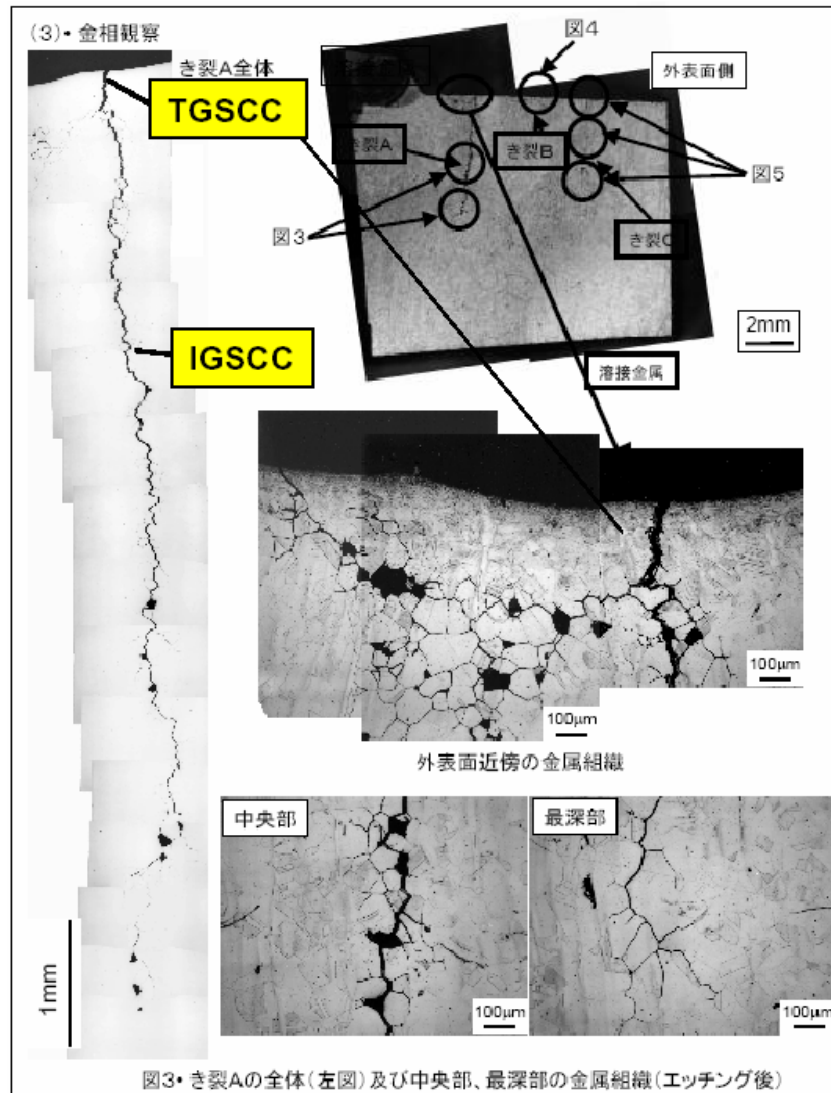 (3)・金相観察
き裂A全体
TGSCC
IGSCC
1mm
図4
外表面側
き裂A
き裂B
図5
図3
き裂C
2mm
溶接金属
100μm
100μm
外表面近傍の金属組織
中央部
最深部
100μm
100μm
図3・き裂Aの全体(左図)及び中央部、最深部の金属組織(エッチング後)